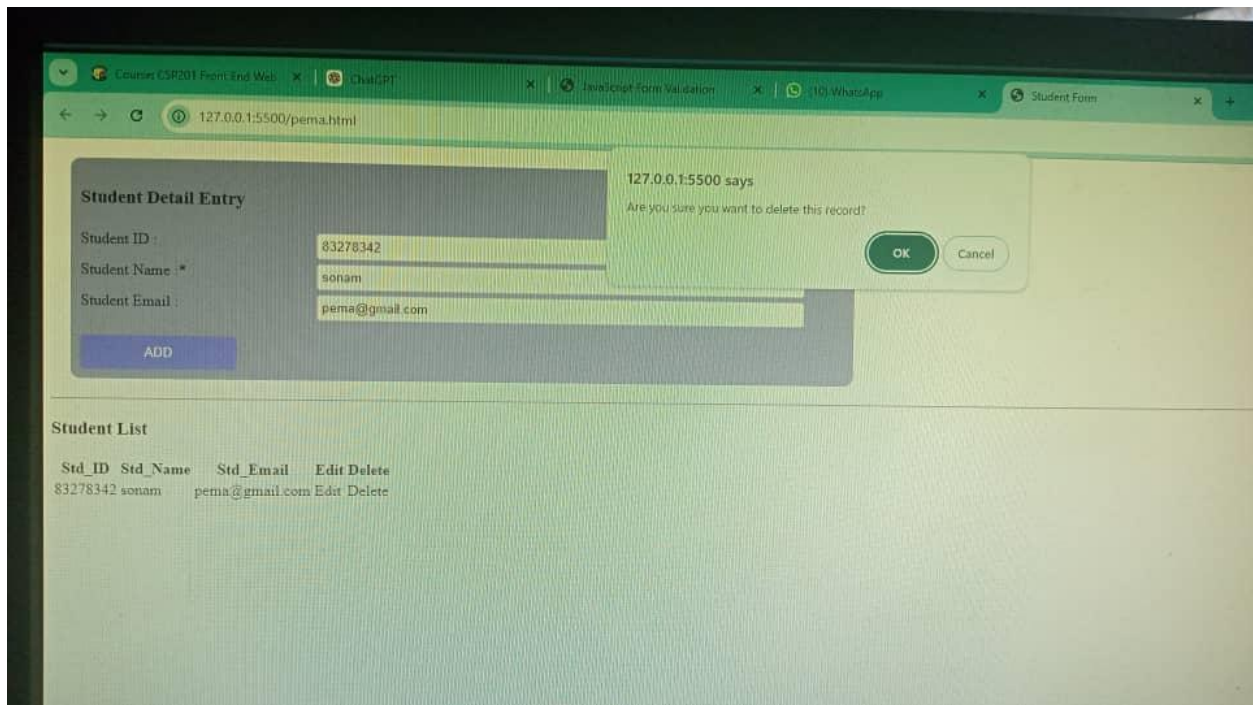 Course: CSP201 Front End Web
ChatGPT
JavaScript Form Validation
(10) WhatsApp
Student Form
127.0.0.1:5500/pema.html
127.0.0.1:5500 says
Are you sure you want to delete this record?
OK
Cancel
Student Detail Entry
Student ID :
83278342
Student Name :*
sonam
Student Email :
pema@gmail.com
ADD
Student List
Std_ID Std_Name Std_Email Edit Delete
83278342 sonam pema@gmail.com Edit Delete